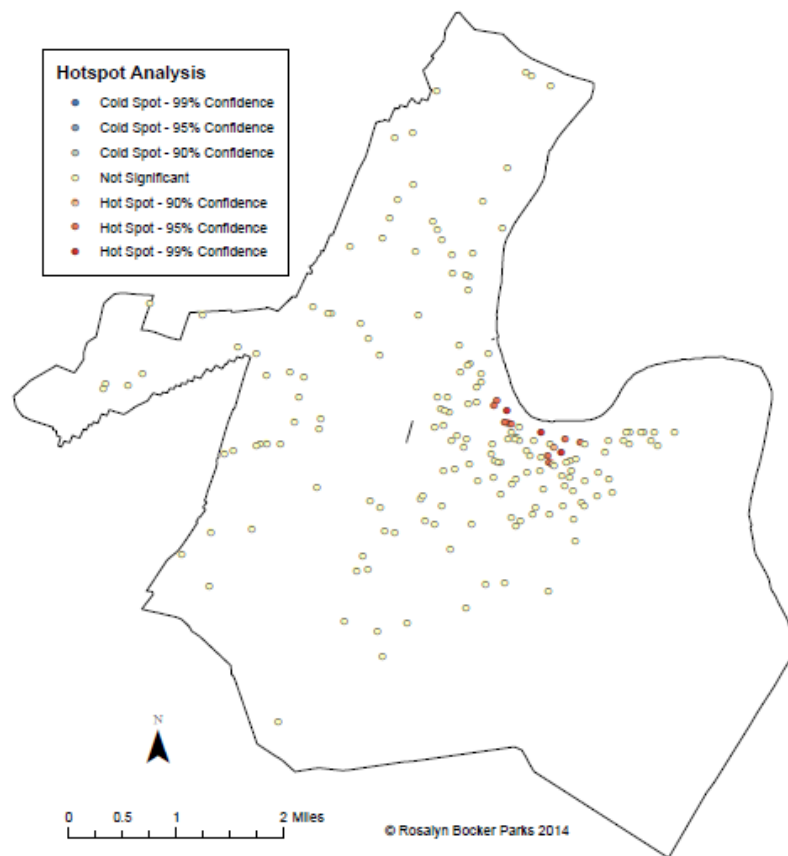 Hotspot Analysis
Cold Spot - 99% Confidence
Cold Spot - 95% Confidence
Cold Spot - 90% Confidence
Not Significant
Hot Spot - 90% Confidence
Hot Spot - 95% Confidence
Hot Spot - 99% Confidence
N
0 0.5 1 2 Miles
© Rosalyn Bocker Parks 2014